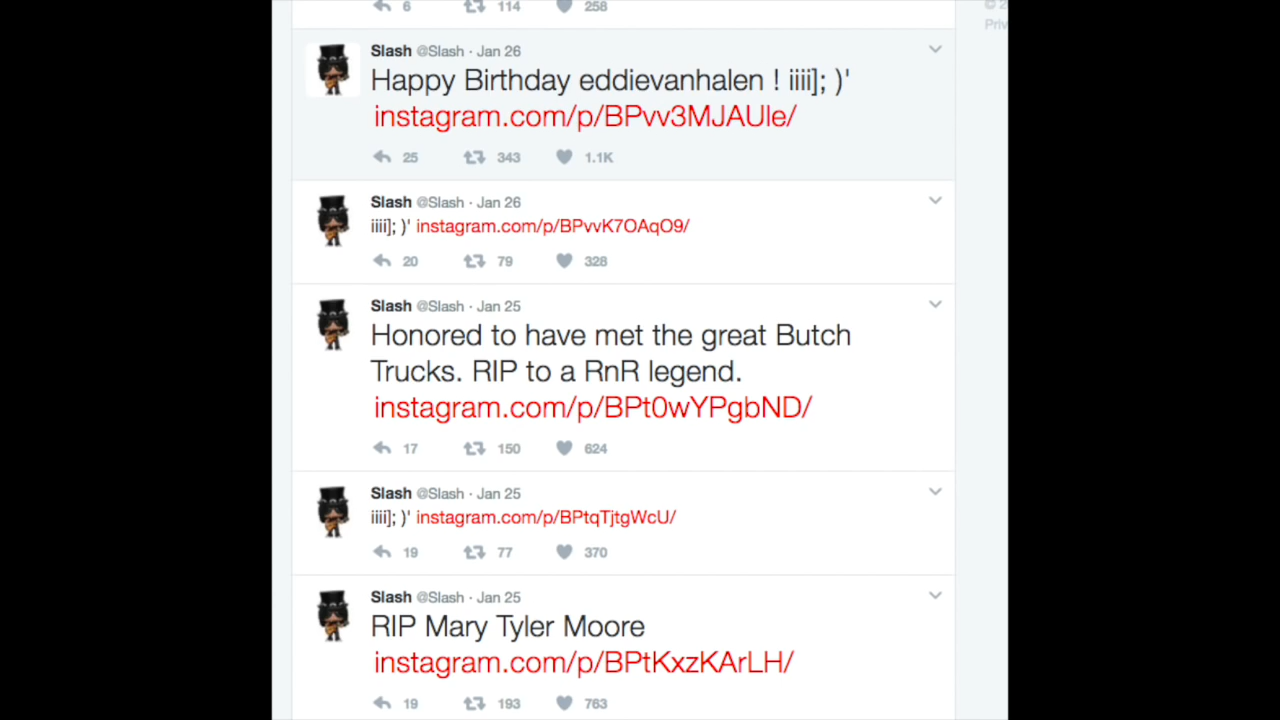 6 114 258
© 2
Priv
Slash @Slash · Jan 26
Happy Birthday eddievanhalen ! iiii]; )'
instagram.com/p/BPvv3MJAUle/
25 343 1.1K
Slash @Slash · Jan 26
iiii]; )' instagram.com/p/BPvvK7OAqO9/
20 79 328
Slash @Slash · Jan 25
Honored to have met the great Butch
Trucks. RIP to a RnR legend.
instagram.com/p/BPt0wYPgbND/
17 150 624
Slash @Slash · Jan 25
iiii]; )' instagram.com/p/BPtqTjtgWcU/
19 77 370
Slash @Slash · Jan 25
RIP Mary Tyler Moore
instagram.com/p/BPtKxzKArLH/
19 193 763